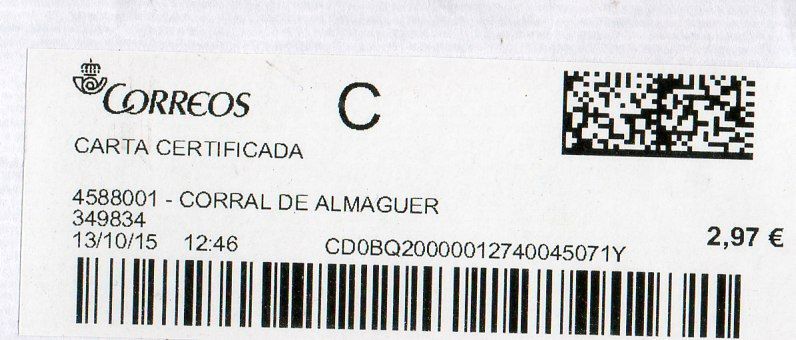 CORREOS
C
CARTA CERTIFICADA
4588001 - CORRAL DE ALMAGUER
349834
13/10/15 12:46 CD0BQ20000012740045071Y
2,97 €